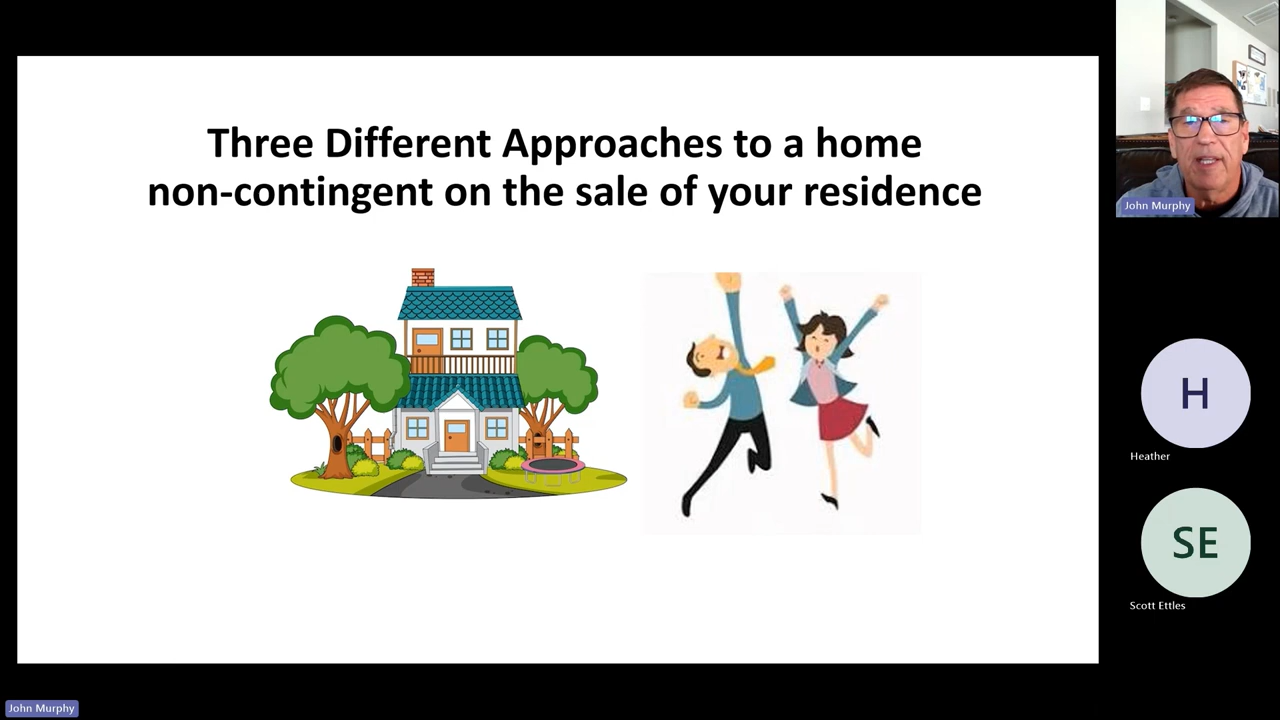 Three Different Approaches to a home
non-contingent on the sale of your residence
John Murphy
H
Heather
SE
Scott Ettles
John Murphy